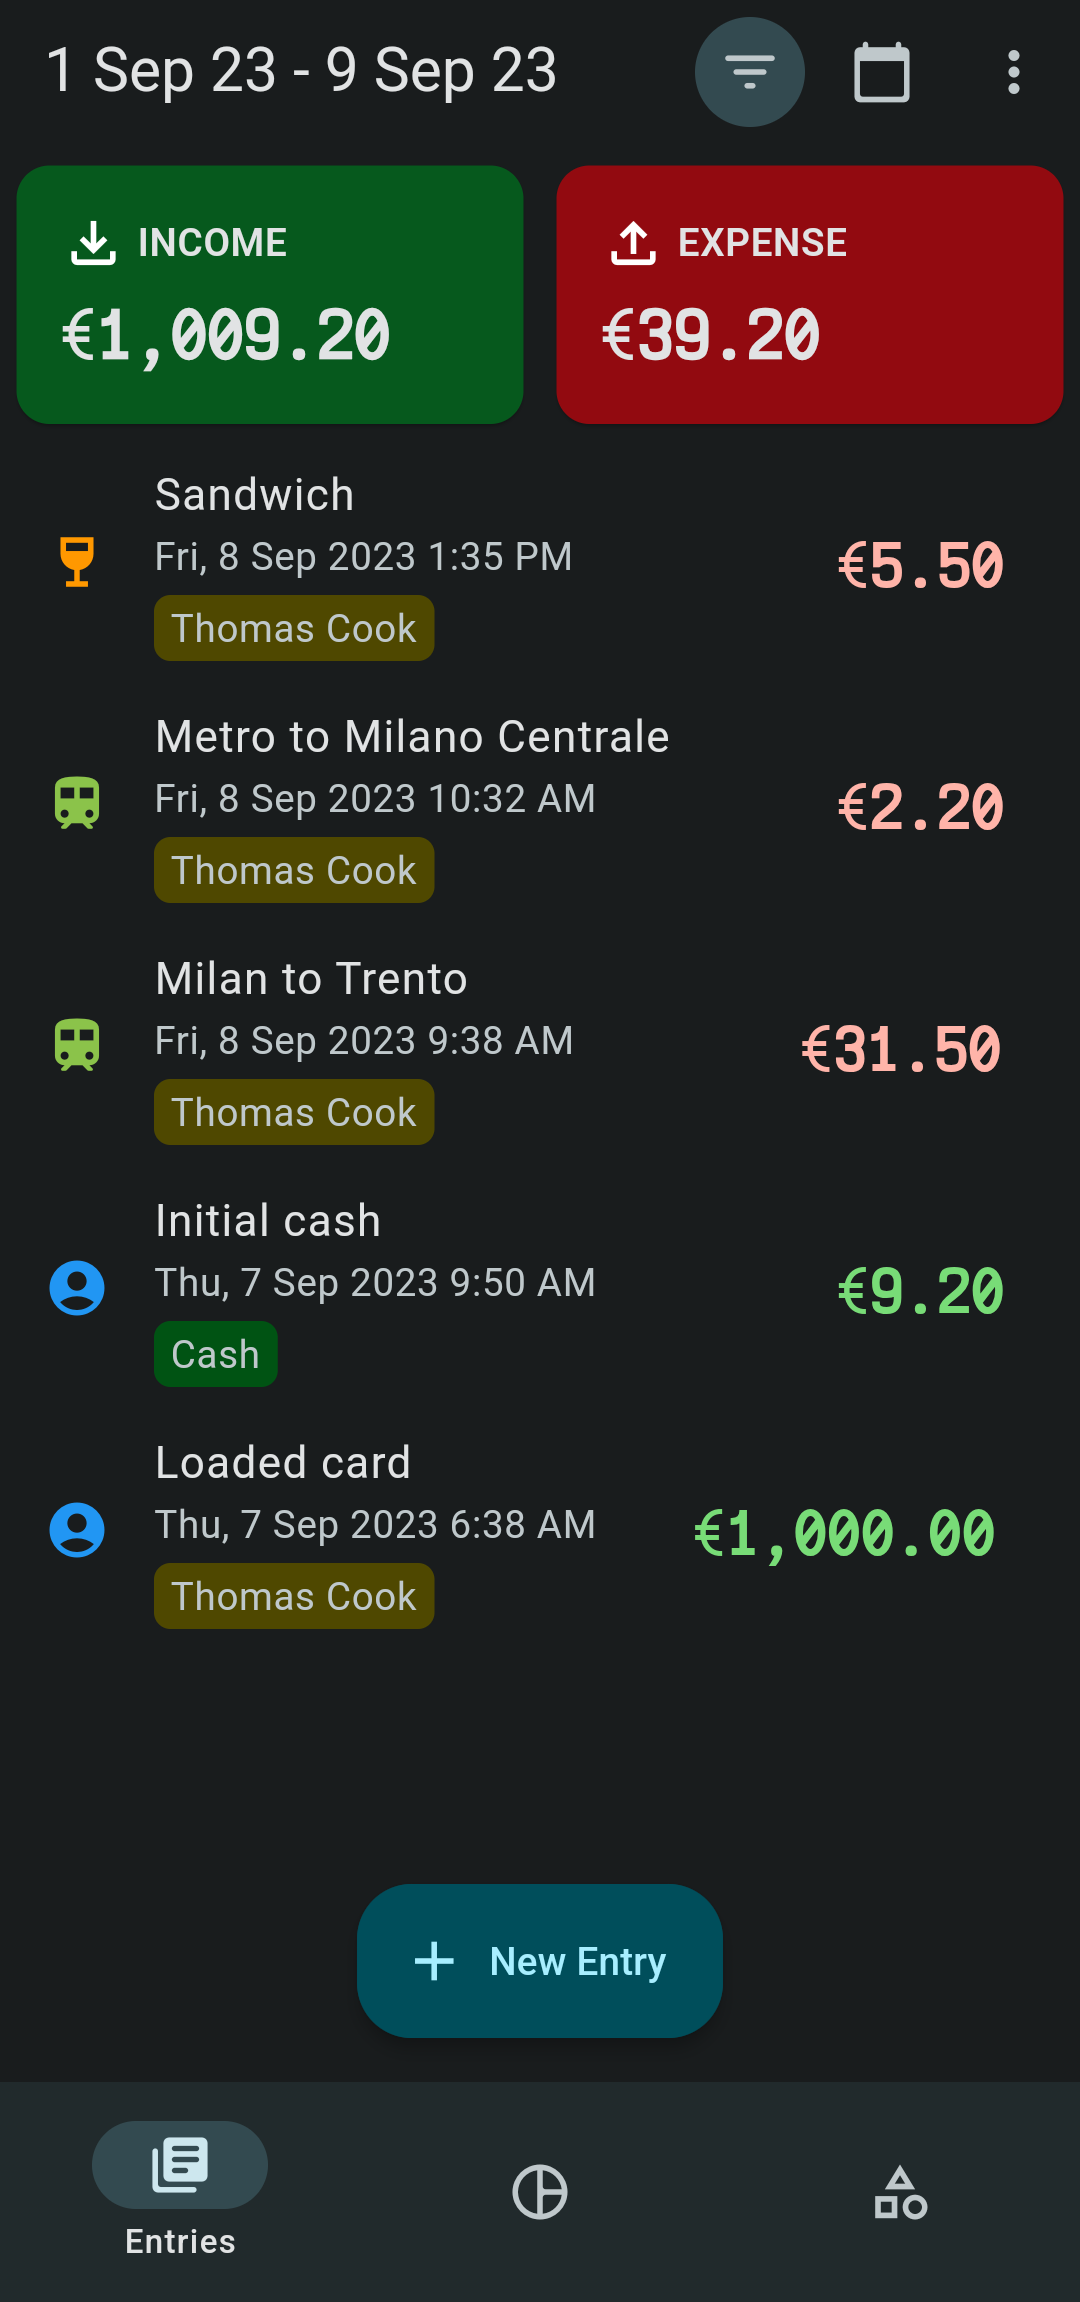 1 Sep 23 - 9 Sep 23
INCOME
€1,009.20
EXPENSE
€39.20
Sandwich
Fri, 8 Sep 2023 1:35 PM
€5.50
Thomas Cook
Metro to Milano Centrale
Fri, 8 Sep 2023 10:32 AM
€2.20
Thomas Cook
Milan to Trento
Fri, 8 Sep 2023 9:38 AM
€31.50
Thomas Cook
Initial cash
Thu, 7 Sep 2023 9:50 AM
€9.20
Cash
Loaded card
Thu, 7 Sep 2023 6:38 AM
€1,000.00
Thomas Cook
New Entry
Entries